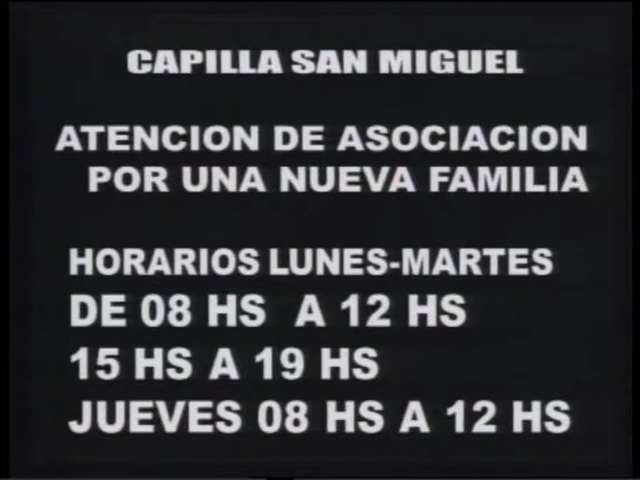 CAPILLA SAN MIGUEL
ATENCION DE ASOCIACION
POR UNA NUEVA FAMILIA
HORARIOS LUNES-MARTES
DE 08 HS A 12 HS
15 HS A 19 HS
JUEVES 08 HS A 12 HS